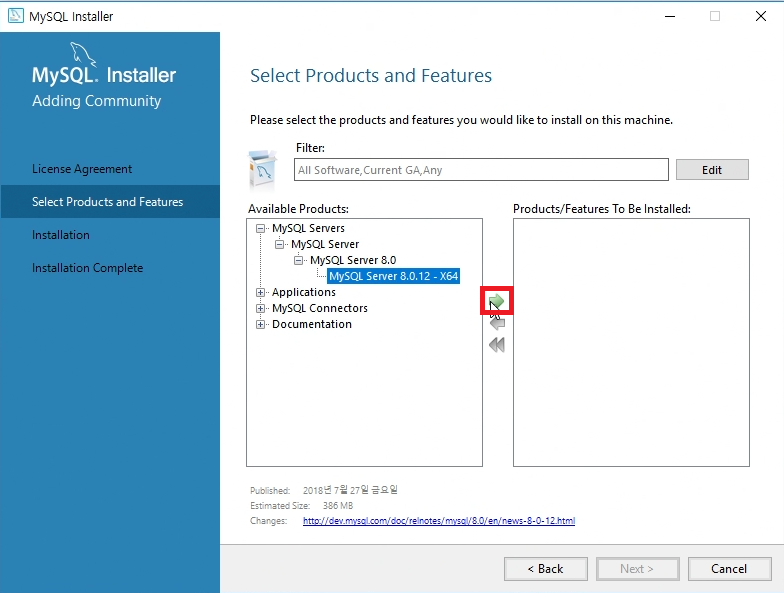 MySQL Installer
MySQL. Installer
Adding Community
License Agreement
Select Products and Features
Installation
Installation Complete
Select Products and Features
Please select the products and features you would like to install on this machine.
Filter:
All Software,Current GA,Any
Edit
Available Products:
Products/Features To Be Installed:
MySQL Servers
MySQL Server
MySQL Server 8.0
MySQL Server 8.0.12 - X64
Applications
MySQL Connectors
Documentation
Published: 2018년 7월 27일 금요일
Estimated Size: 386 MB
Changes: http://dev.mysql.com/doc/relnotes/mysql/8.0/en/news-8-0-12.html
< Back
Next >
Cancel